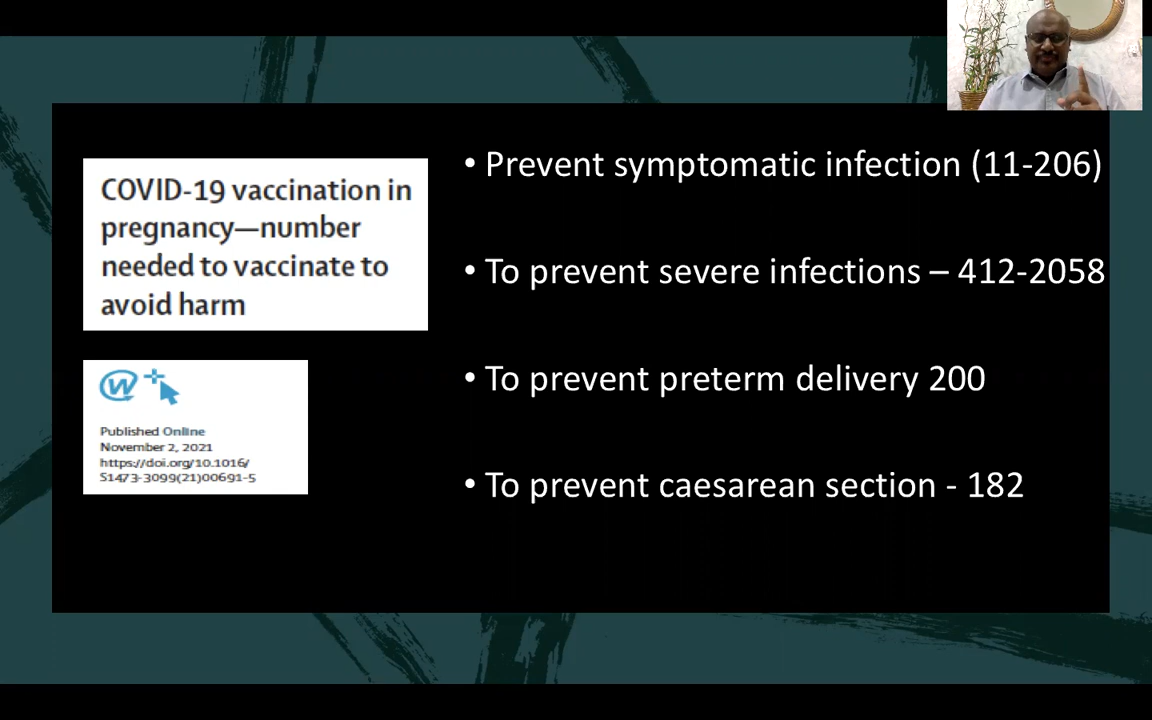 COVID-19 vaccination in
pregnancy—number
needed to vaccinate to
avoid harm
W
Published Online
November 2, 2021
https://doi.org/10.1016/
S1473-3099(21)00691-5
• Prevent symptomatic infection (11-206)
• To prevent severe infections – 412-2058
• To prevent preterm delivery 200
• To prevent caesarean section - 182